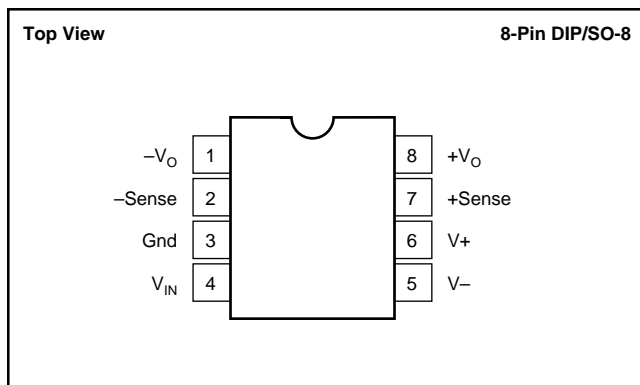 Top View 8-Pin DIP/SO-8
–VO 1 8 +VO
–Sense 2 7 +Sense
Gnd 3 6 V+
VIN 4 5 V–